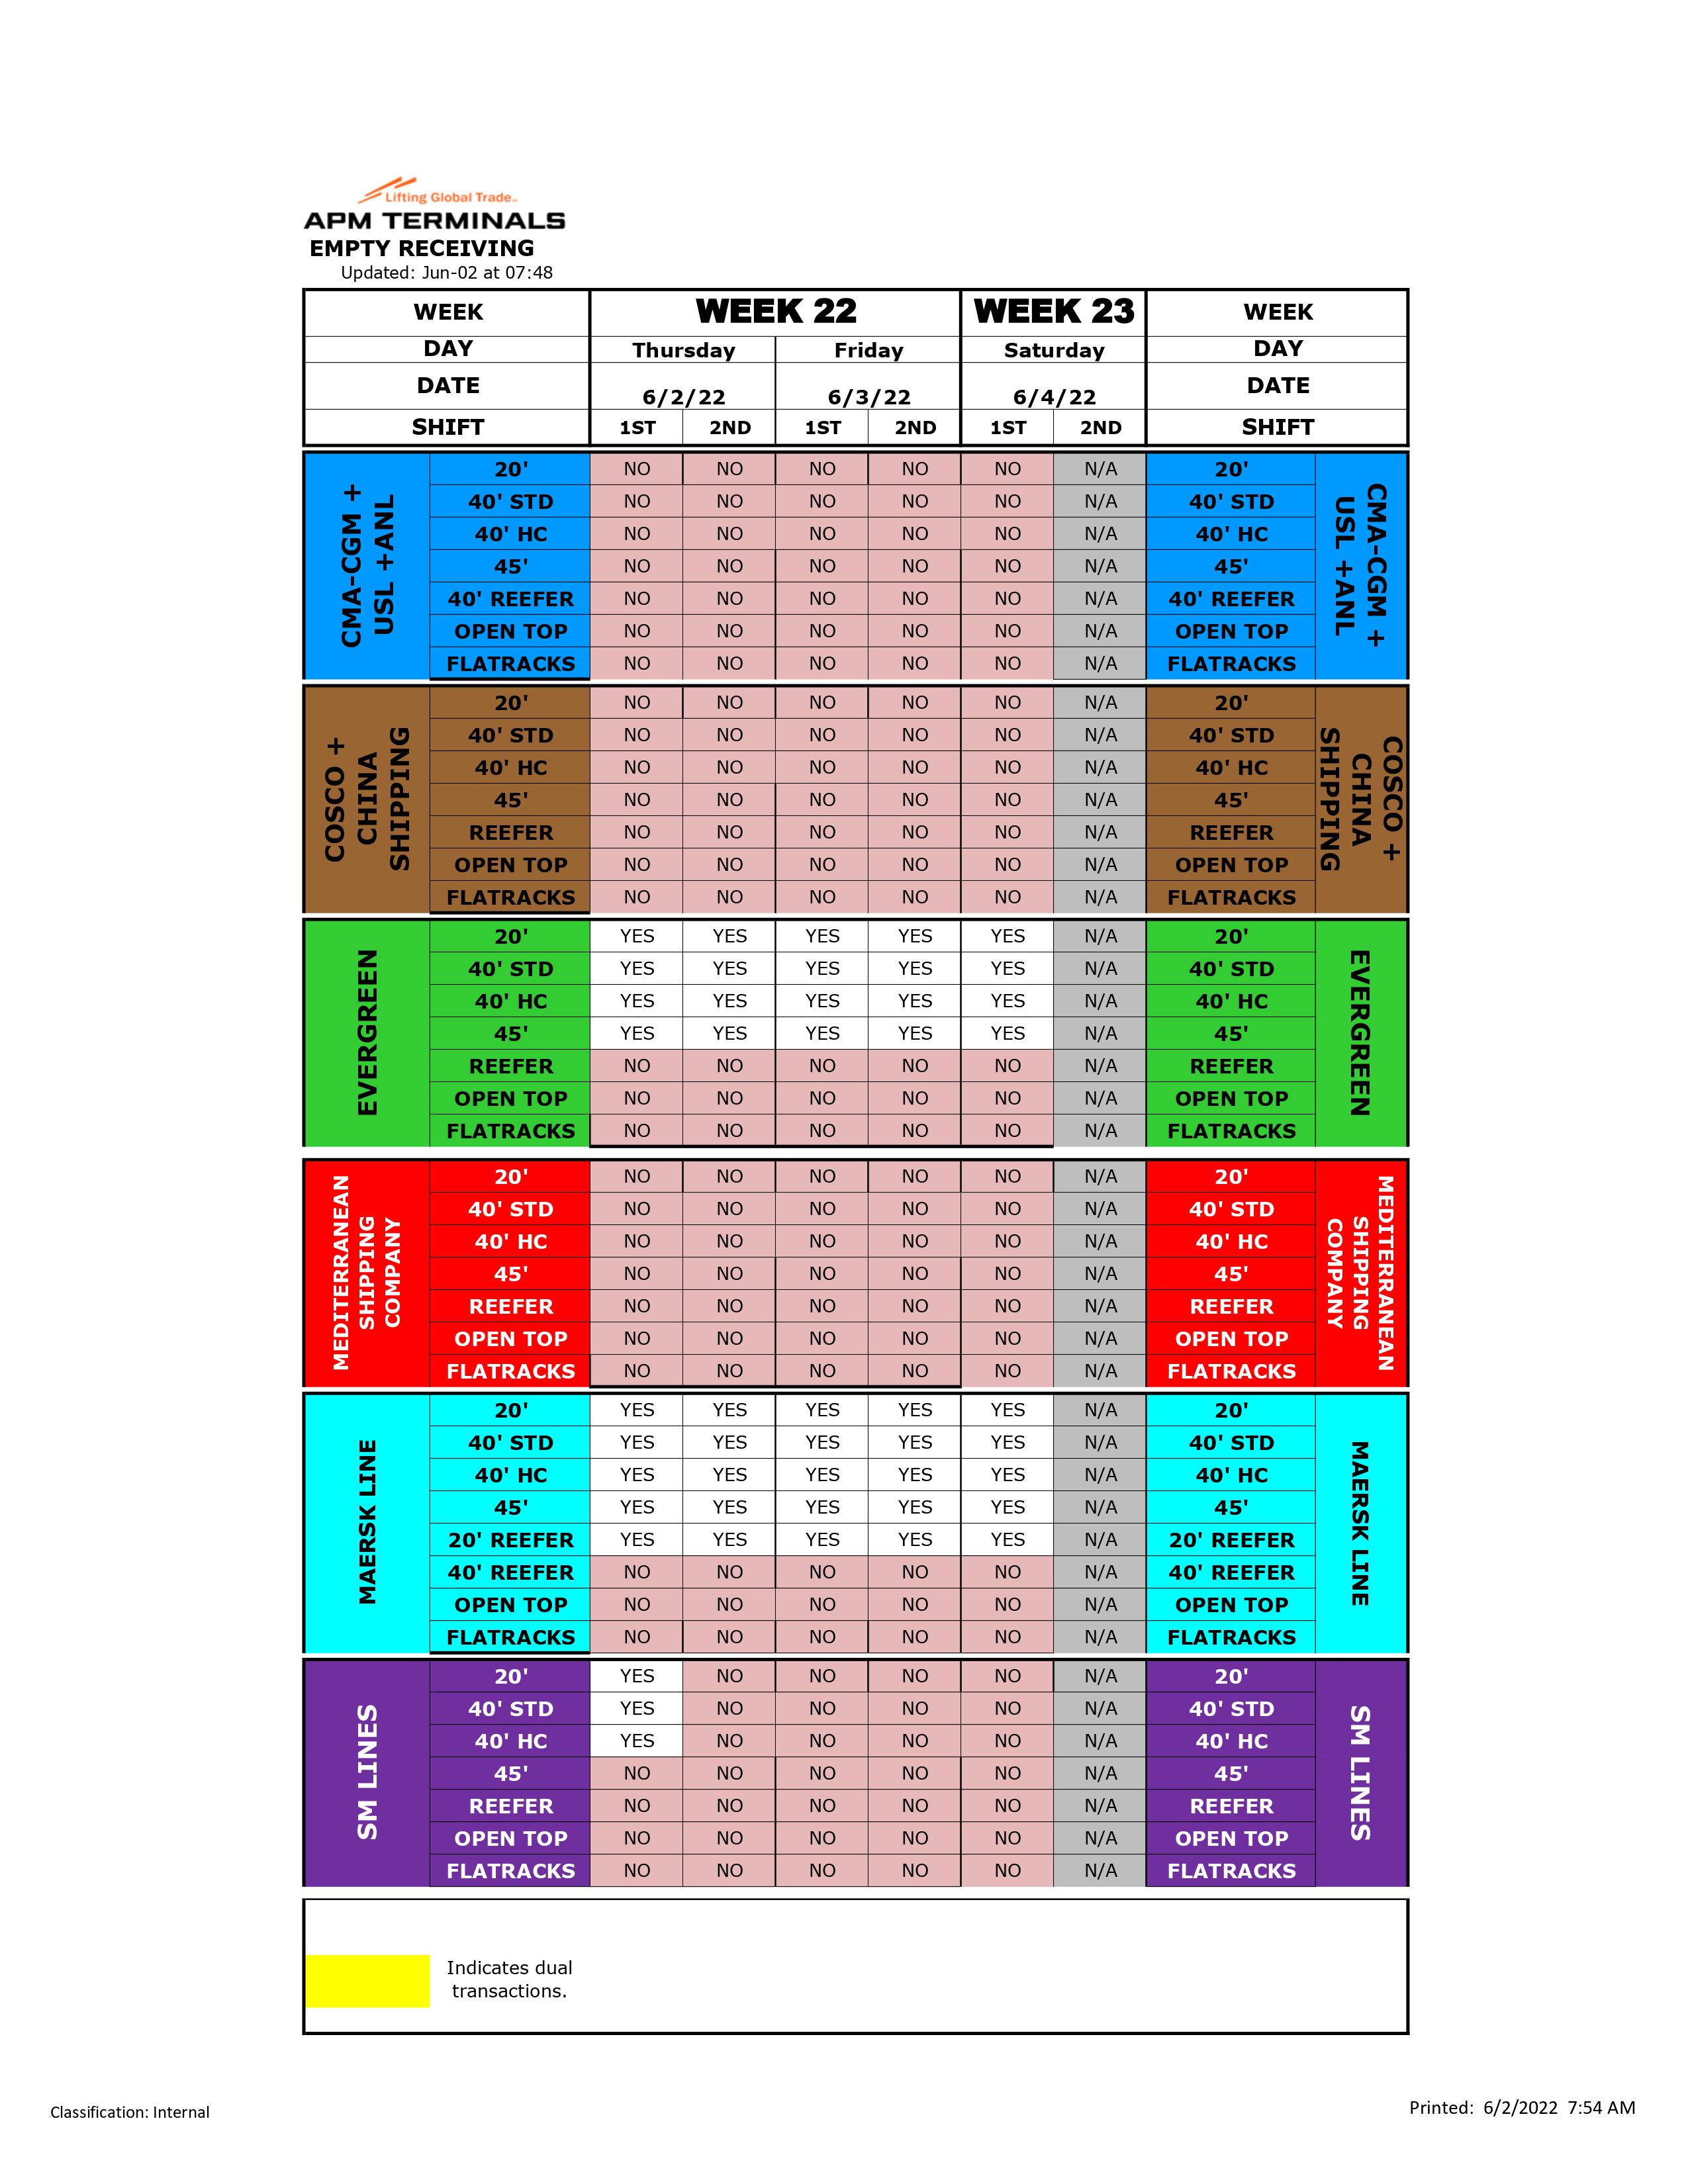 Lifting Global Trade™
APM TERMINALS
EMPTY RECEIVING
Updated: Jun-02 at 07:48
WEEK WEEK 22 WEEK 23 WEEK
DAY Thursday Friday Saturday DAY
DATE 6/2/22 6/3/22 6/4/22 DATE
SHIFT 1ST 2ND 1ST 2ND 1ST 2ND SHIFT
CMA-CGM +
USL +ANL
20' NO NO NO NO NO N/A 20'
40' STD NO NO NO NO NO N/A 40' STD
40' HC NO NO NO NO NO N/A 40' HC
45' NO NO NO NO NO N/A 45'
40' REEFER NO NO NO NO NO N/A 40' REEFER
OPEN TOP NO NO NO NO NO N/A OPEN TOP
FLATRACKS NO NO NO NO NO N/A FLATRACKS
CMA-CGM +
USL +ANL
COSCO +
CHINA
SHIPPING
20' NO NO NO NO NO N/A 20'
40' STD NO NO NO NO NO N/A 40' STD
40' HC NO NO NO NO NO N/A 40' HC
45' NO NO NO NO NO N/A 45'
REEFER NO NO NO NO NO N/A REEFER
OPEN TOP NO NO NO NO NO N/A OPEN TOP
FLATRACKS NO NO NO NO NO N/A FLATRACKS
COSCO +
CHINA
SHIPPING
EVERGREEN
20' YES YES YES YES YES N/A 20'
40' STD YES YES YES YES YES N/A 40' STD
40' HC YES YES YES YES YES N/A 40' HC
45' YES YES YES YES YES N/A 45'
REEFER NO NO NO NO NO N/A REEFER
OPEN TOP NO NO NO NO NO N/A OPEN TOP
FLATRACKS NO NO NO NO NO N/A FLATRACKS
EVERGREEN
MEDITERRANEAN
SHIPPING
COMPANY
20' NO NO NO NO NO N/A 20'
40' STD NO NO NO NO NO N/A 40' STD
40' HC NO NO NO NO NO N/A 40' HC
45' NO NO NO NO NO N/A 45'
REEFER NO NO NO NO NO N/A REEFER
OPEN TOP NO NO NO NO NO N/A OPEN TOP
FLATRACKS NO NO NO NO NO N/A FLATRACKS
MEDITERRANEAN
SHIPPING
COMPANY
MAERSK LINE
20' YES YES YES YES YES N/A 20'
40' STD YES YES YES YES YES N/A 40' STD
40' HC YES YES YES YES YES N/A 40' HC
45' YES YES YES YES YES N/A 45'
20' REEFER YES YES YES YES YES N/A 20' REEFER
40' REEFER NO NO NO NO NO N/A 40' REEFER
OPEN TOP NO NO NO NO NO N/A OPEN TOP
FLATRACKS NO NO NO NO NO N/A FLATRACKS
MAERSK LINE
SM LINES
20' YES NO NO NO NO N/A 20'
40' STD YES NO NO NO NO N/A 40' STD
40' HC YES NO NO NO NO N/A 40' HC
45' NO NO NO NO NO N/A 45'
REEFER NO NO NO NO NO N/A REEFER
OPEN TOP NO NO NO NO NO N/A OPEN TOP
FLATRACKS NO NO NO NO NO N/A FLATRACKS
SM LINES
Indicates dual
transactions.
Classification: Internal
Printed: 6/2/2022 7:54 AM